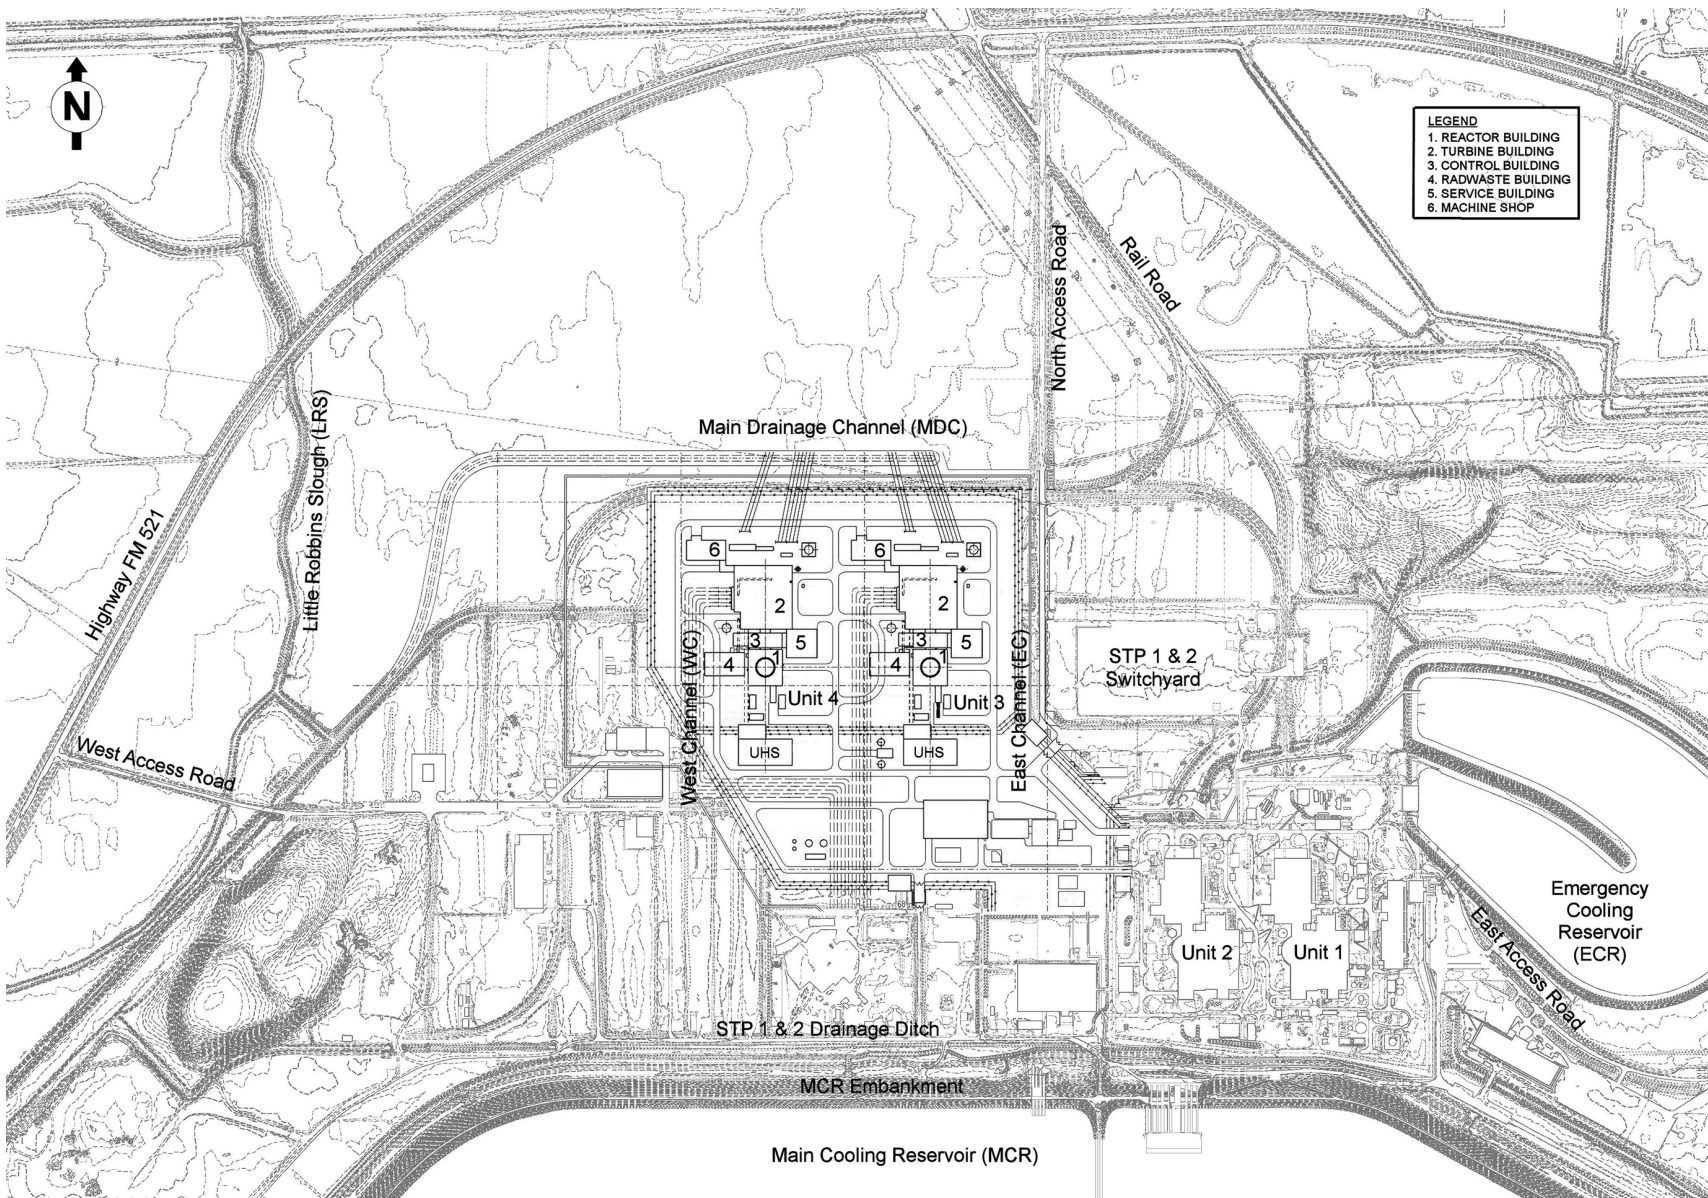 N
LEGEND
1. REACTOR BUILDING
2. TURBINE BUILDING
3. CONTROL BUILDING
4. RADWASTE BUILDING
5. SERVICE BUILDING
6. MACHINE SHOP
North Access Road
Rail Road
Little Robbins Slough (LRS)
Main Drainage Channel (MDC)
Highway FM 521
6
6
2
2
3
5
3
5
4
1
4
1
STP 1 & 2
Switchyard
Unit 4
Unit 3
West Channel (WC)
East Channel (EC)
UHS
UHS
West Access Road
Emergency
Cooling
Reservoir
(ECR)
East Access Road
Unit 2
Unit 1
STP 1 & 2 Drainage Ditch
MCR Embankment
Main Cooling Reservoir (MCR)